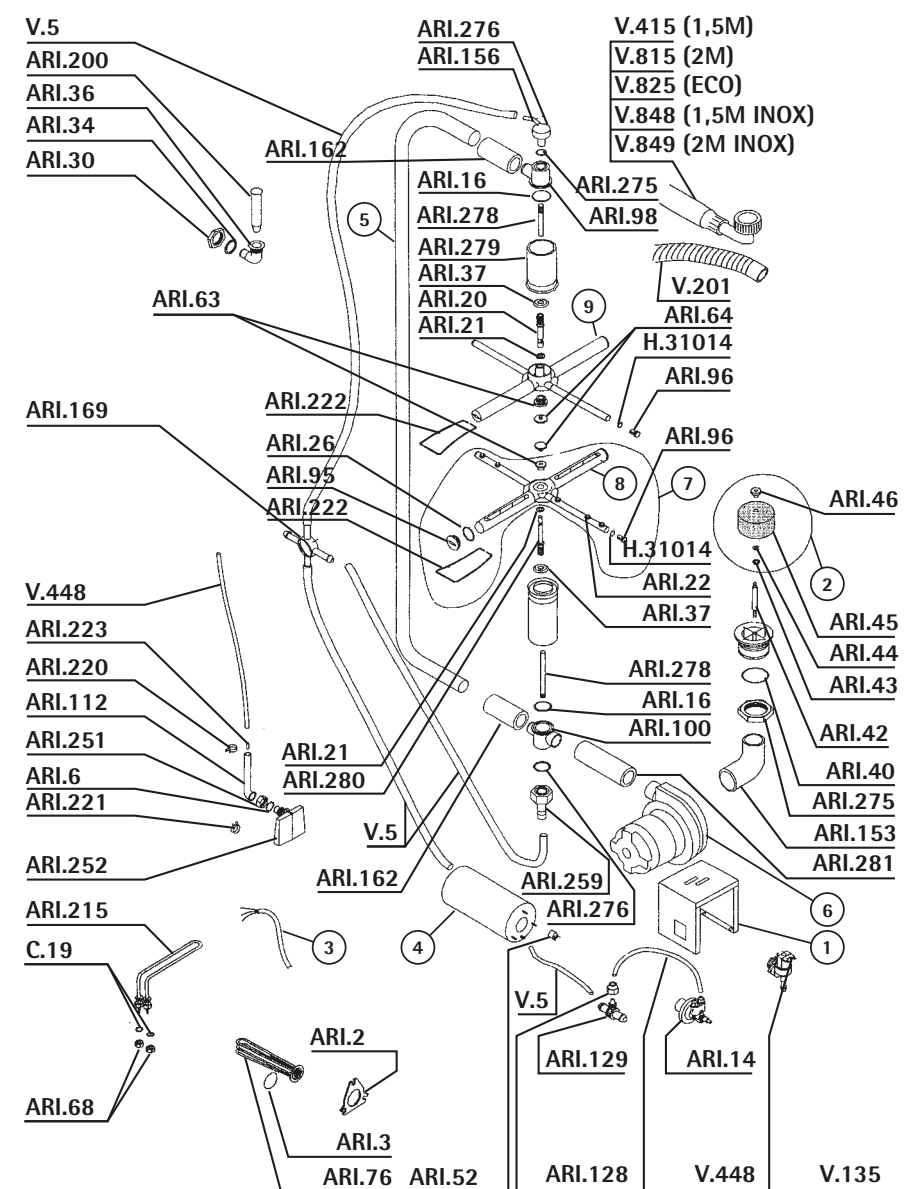 V.5
ARI.276
V.415 (1,5M)
ARI.200
ARI.156
V.815 (2M)
ARI.36
V.825 (ECO)
ARI.34
V.848 (1,5M INOX)
ARI.30
ARI.162
V.849 (2M INOX)
ARI.16
ARI.275
ARI.278
ARI.98
5
ARI.279
ARI.37
V.201
ARI.63
ARI.20
9
ARI.64
ARI.21
H.31014
ARI.96
ARI.169
ARI.222
ARI.26
ARI.96
ARI.95
8
7
ARI.46
ARI.222
H.31014
2
ARI.22
V.448
ARI.37
ARI.45
ARI.223
ARI.44
ARI.220
ARI.278
ARI.43
ARI.112
ARI.16
ARI.251
ARI.21
ARI.100
ARI.42
ARI.6
ARI.280
ARI.40
ARI.221
ARI.275
V.5
ARI.153
ARI.252
ARI.162
ARI.259
ARI.281
ARI.215
ARI.276
6
3
4
1
C.19
V.5
ARI.2
ARI.129
ARI.14
ARI.68
ARI.3
ARI.76
ARI.52
ARI.128
V.448
V.135